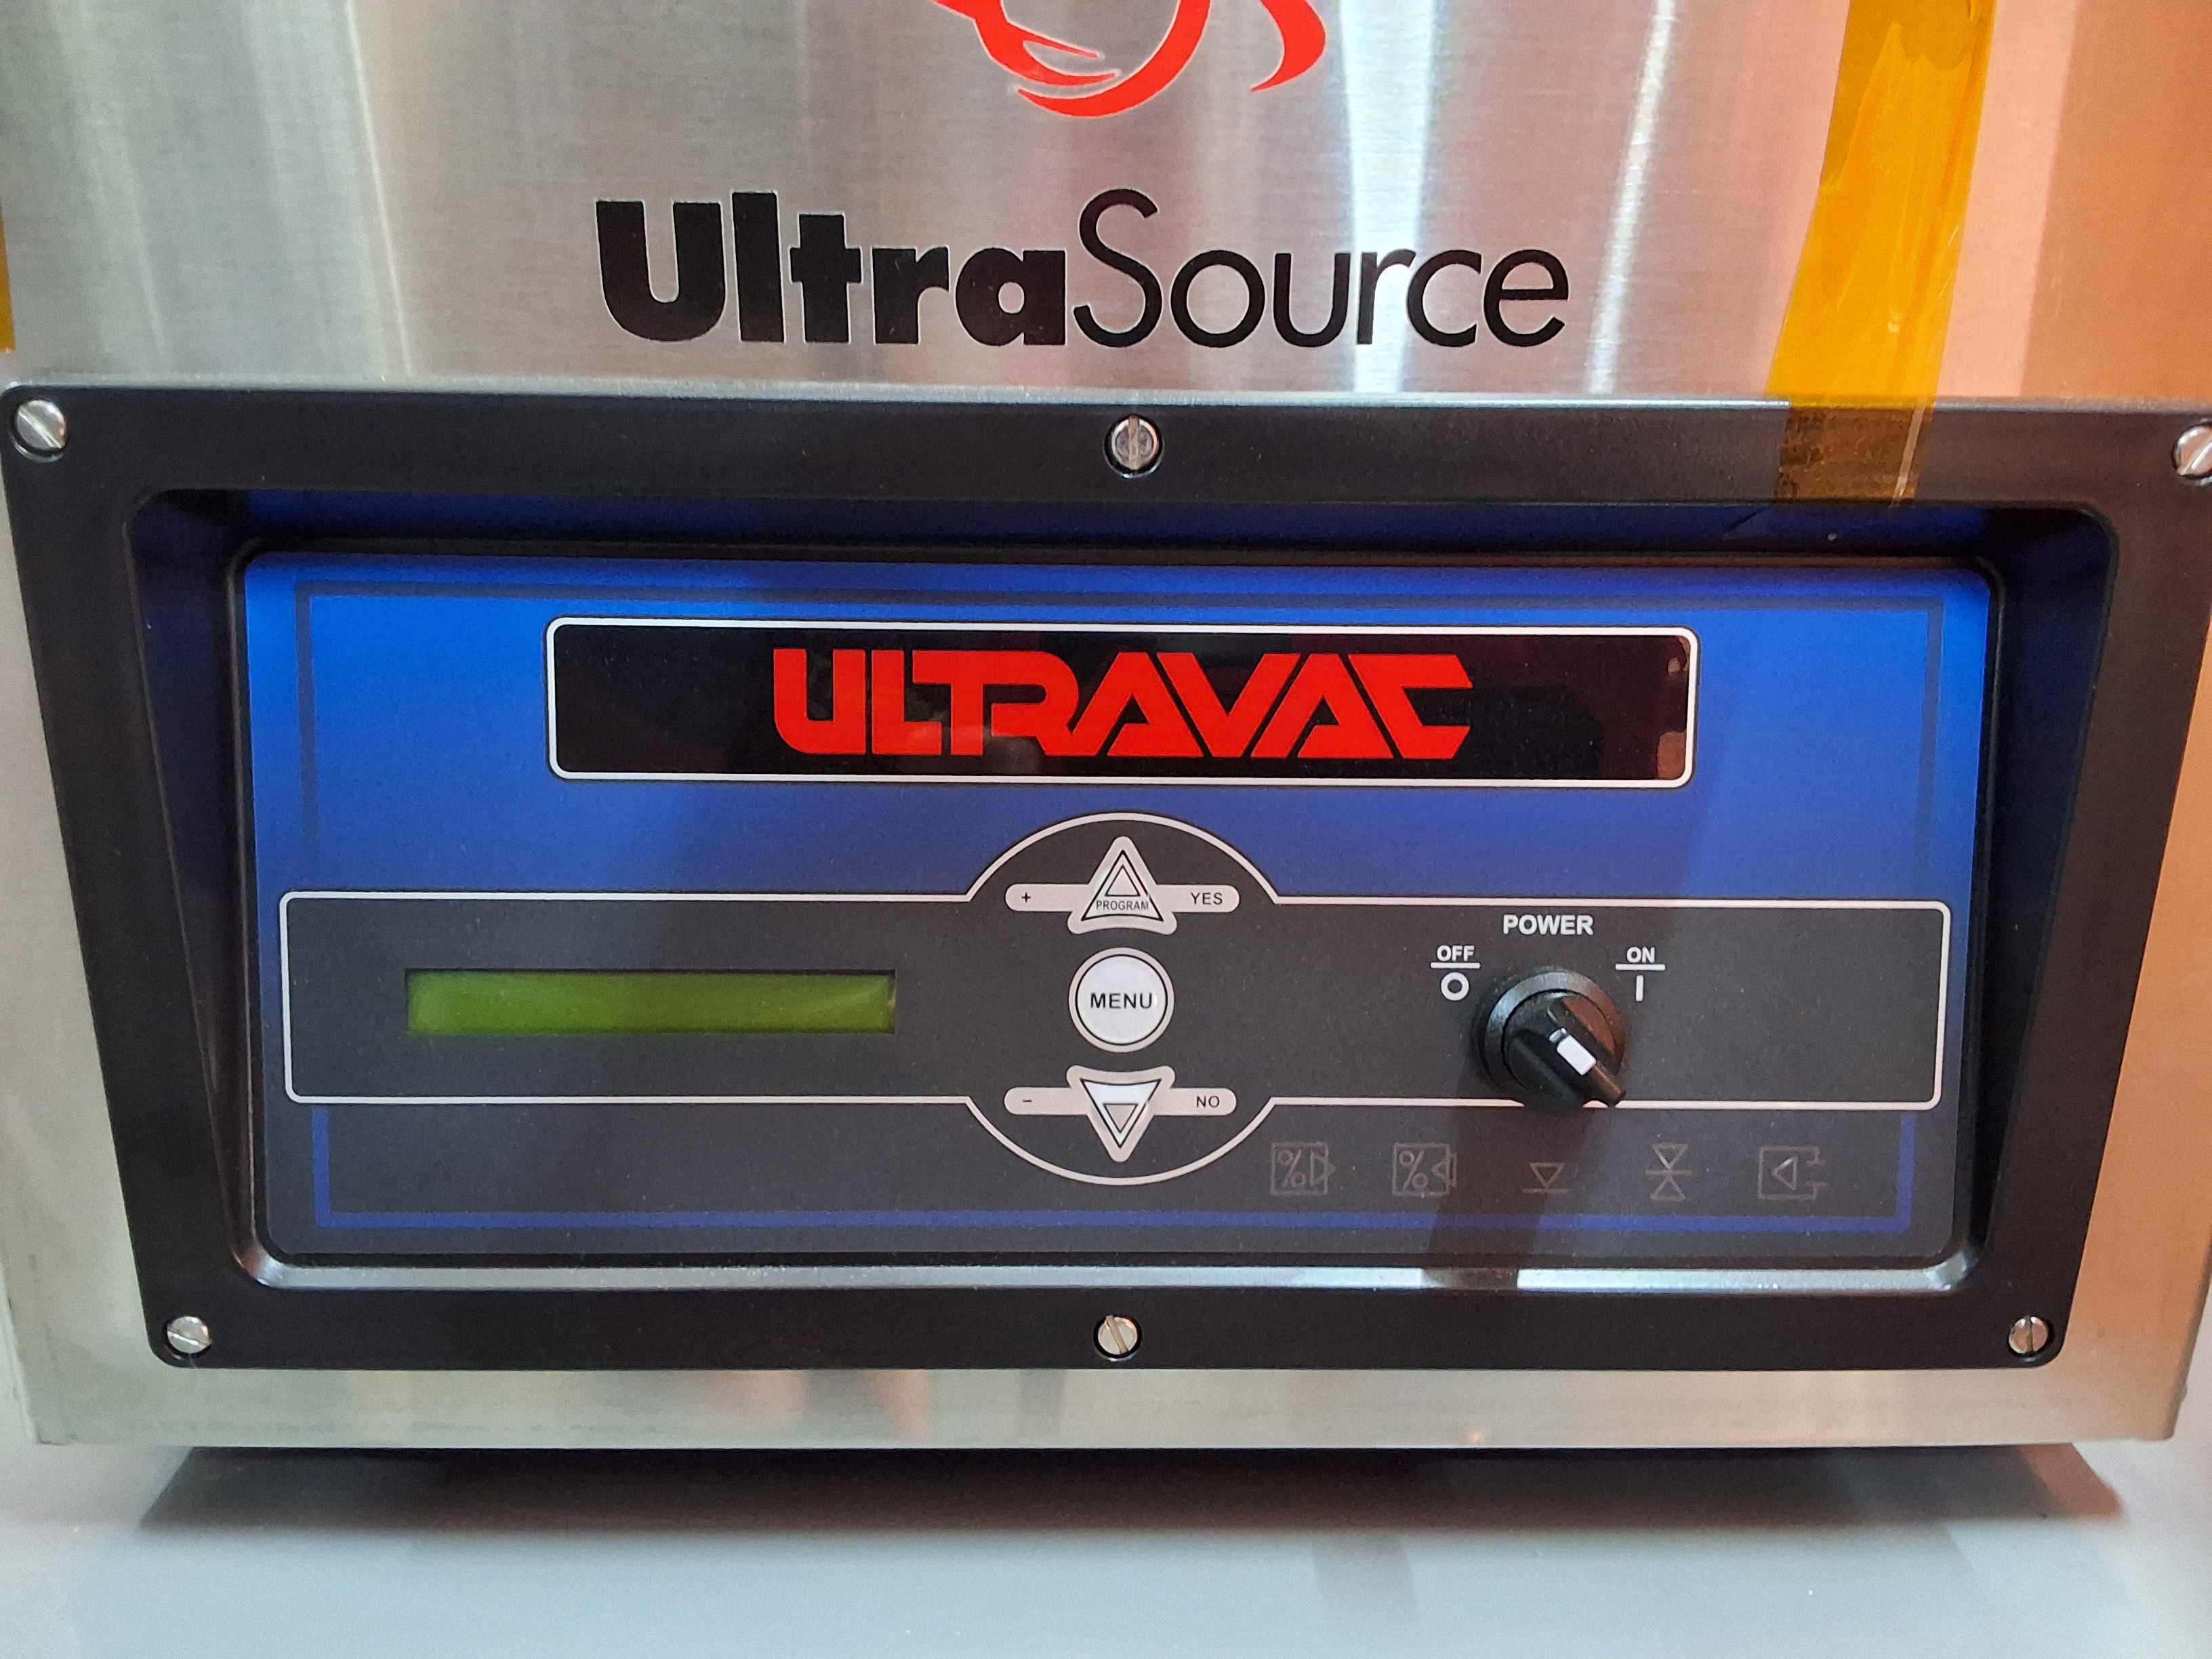 UltraSource
ULTRAVAC
+ PROGRAM YES
POWER
OFF ON
O I
MENU
- NO
% %